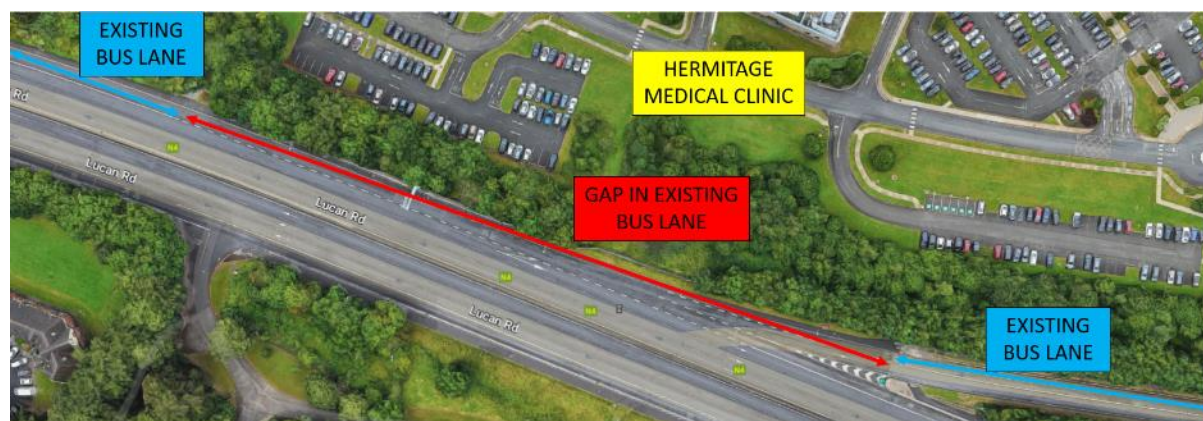 EXISTING
BUS LANE
HERMITAGE
MEDICAL CLINIC
Rd
N4
Lucan Rd
Lucan Rd
GAP IN EXISTING
BUS LANE
N4
N4
Lucan Rd
EXISTING
BUS LANE
N4